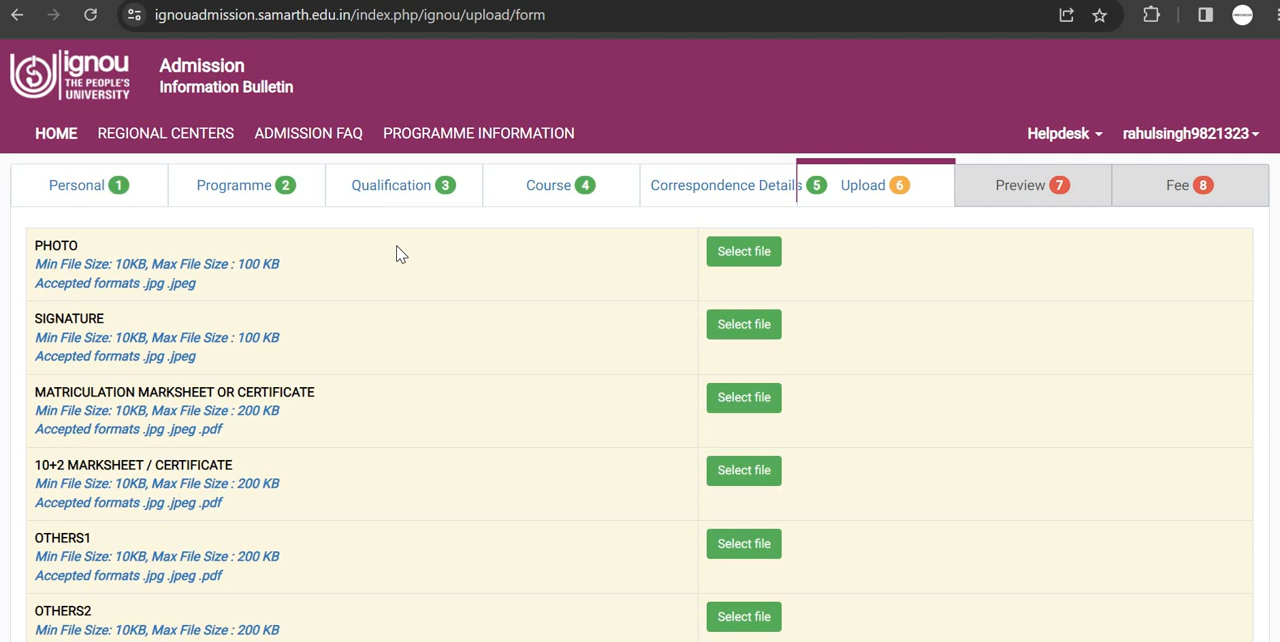 ignouadmission.samarth.edu.in/index.php/ignou/upload/form
ignou
THE PEOPLE'S
UNIVERSITY
Admission
Information Bulletin
HOME REGIONAL CENTERS ADMISSION FAQ PROGRAMME INFORMATION Helpdesk rahulsingh9821323
Personal 1 Programme 2 Qualification 3 Course 4 Correspondence Details 5 Upload 6 Preview 7 Fee 8
PHOTO
Min File Size: 10KB, Max File Size : 100 KB
Accepted formats .jpg .jpeg
Select file
SIGNATURE
Min File Size: 10KB, Max File Size : 100 KB
Accepted formats .jpg .jpeg
Select file
MATRICULATION MARKSHEET OR CERTIFICATE
Min File Size: 10KB, Max File Size : 200 KB
Accepted formats .jpg .jpeg .pdf
Select file
10+2 MARKSHEET / CERTIFICATE
Min File Size: 10KB, Max File Size : 200 KB
Accepted formats .jpg .jpeg .pdf
Select file
OTHERS1
Min File Size: 10KB, Max File Size : 200 KB
Accepted formats .jpg .jpeg .pdf
Select file
OTHERS2
Min File Size: 10KB, Max File Size : 200 KB
Select file